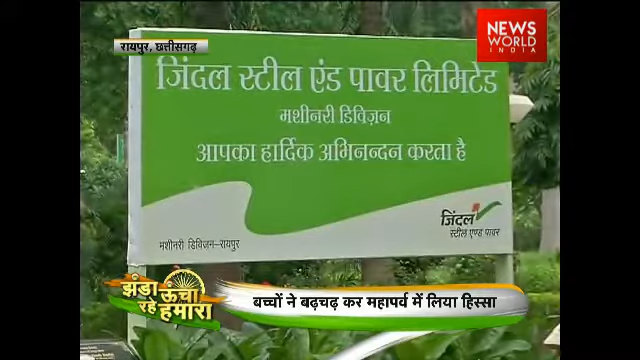 रायपुर, छत्तीसगढ़
NEWS
WORLD
INDIA
जिंदल स्टील एंड पावर लिमिटेड
मशीनरी डिविज़न
आपका हार्दिक अभिनन्दन करता है
जिंदल
स्टील एण्ड पावर
मशीनरी डिविजन-रायपुर
झंडा ऊंचा
रहे हमारा
बच्चों ने बढ़चढ़ कर महापर्व में लिया हिस्सा